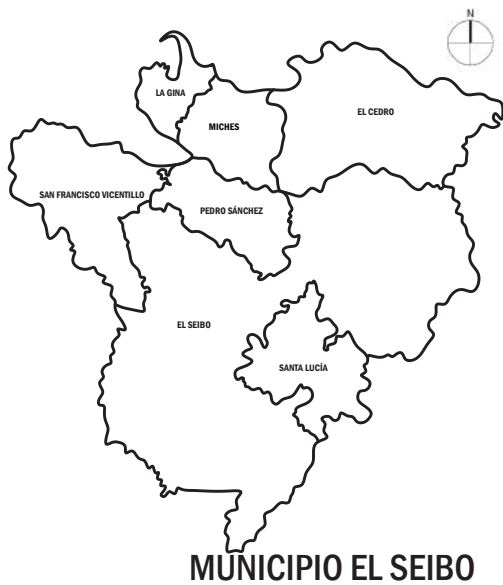 N
LA GINA
MICHES
EL CEDRO
SAN FRANCISCO VICENTILLO
PEDRO SÁNCHEZ
EL SEIBO
SANTA LUCÍA
MUNICIPIO EL SEIBO